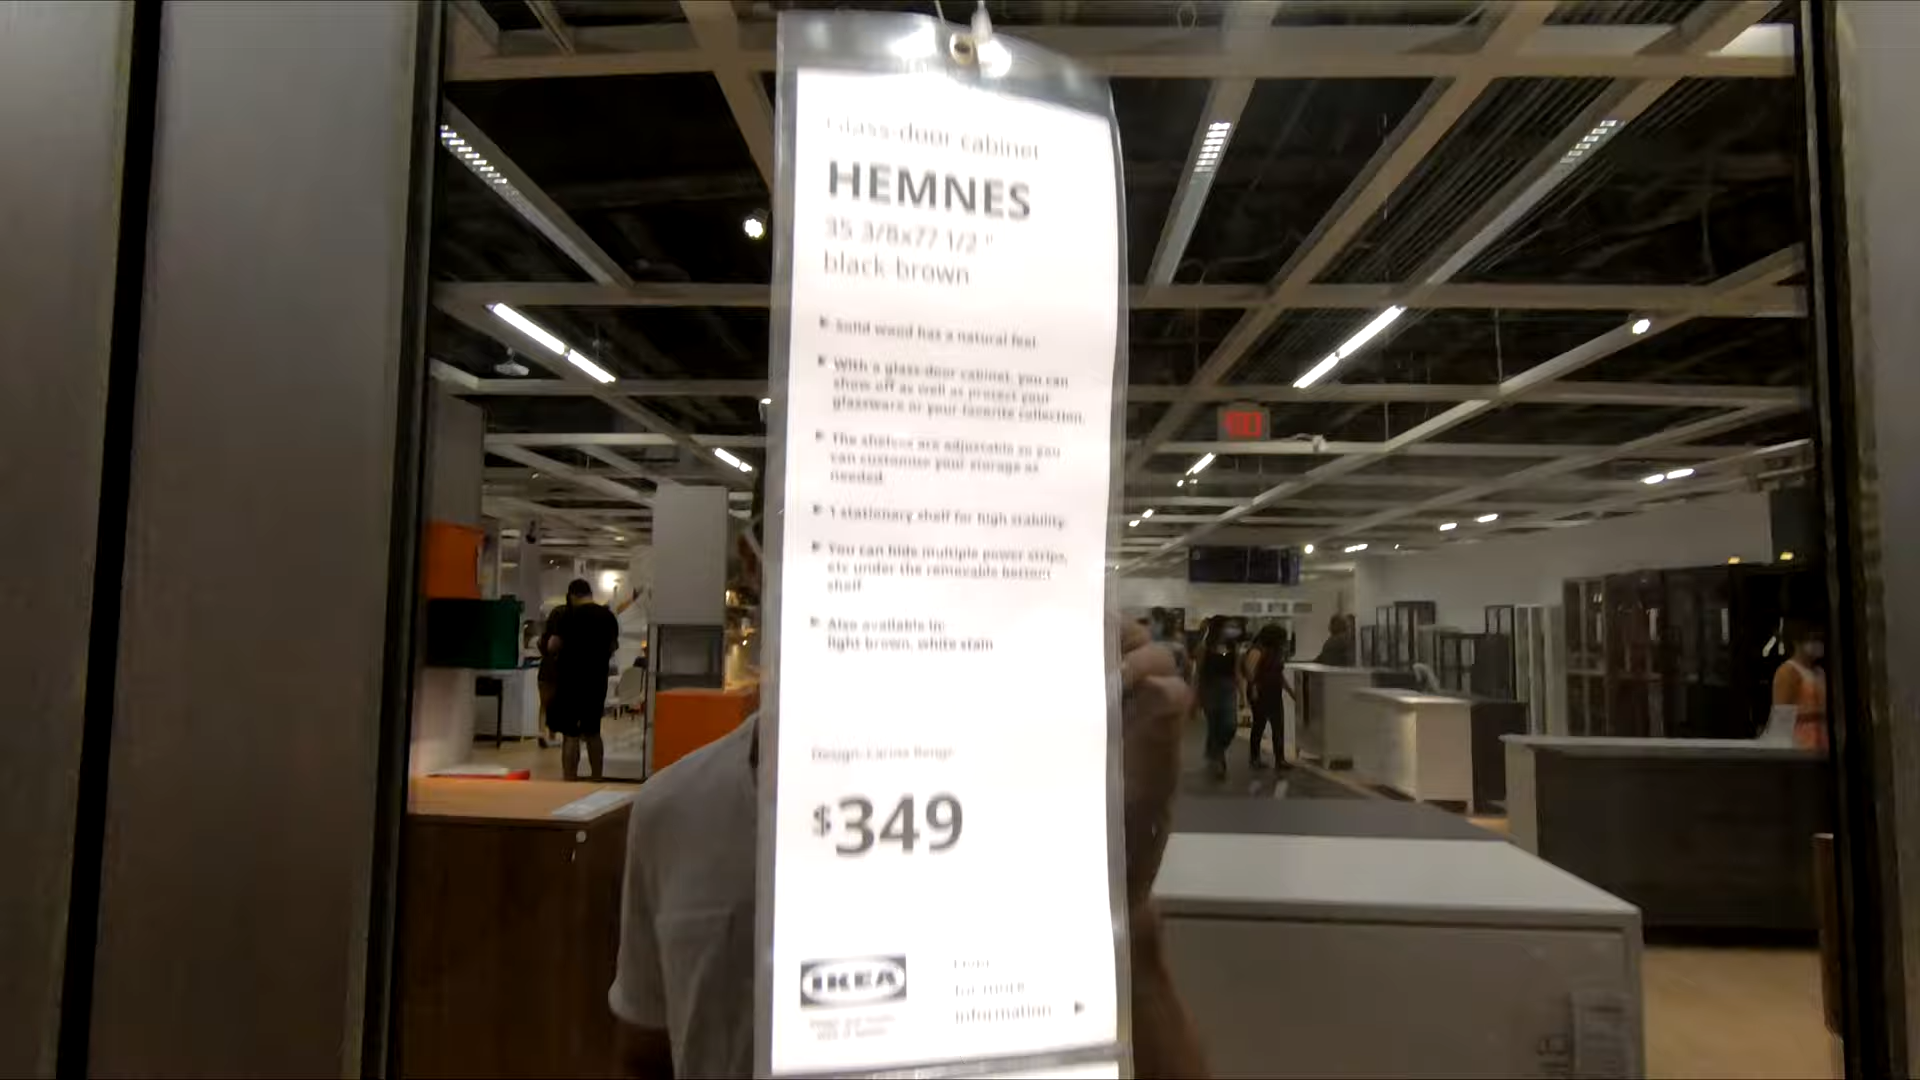 Glass-door cabinet
HEMNES
35 3/8x77 1/2 "
black-brown
Solid wood has a natural feel.
With a glass-door cabinet, you can
show off as well as protect your
glassware or your favorite collection.
The shelves are adjustable so you
can customize your storage as
needed.
1 stationary shelf for high stability.
You can hide multiple power strips,
etc under the removable bottom
shelf.
Also available in:
light brown, white stain
Design: Carina Bengs
$349
IKEA
for more
information